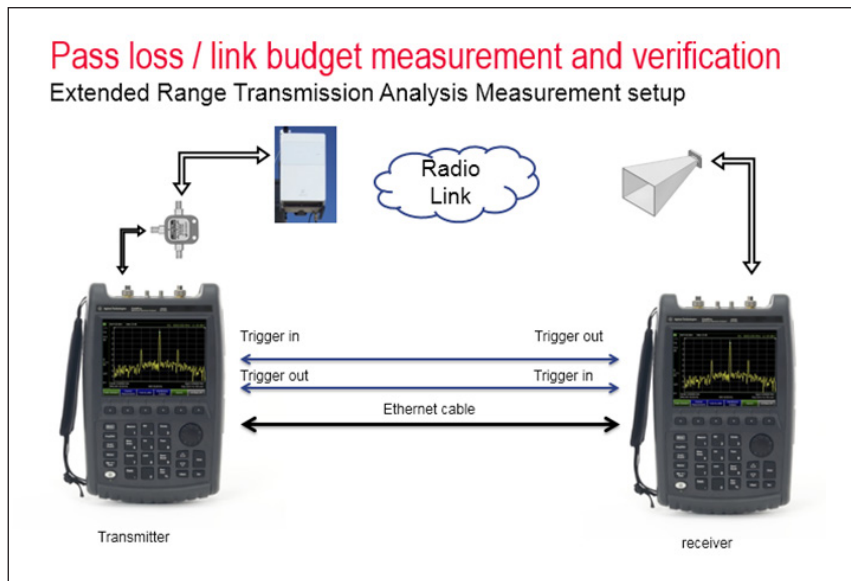 Pass loss / link budget measurement and verification
Extended Range Transmission Analysis Measurement setup
Radio
Link
Trigger in
Trigger out
Trigger out
Trigger in
Ethernet cable
Transmitter
receiver